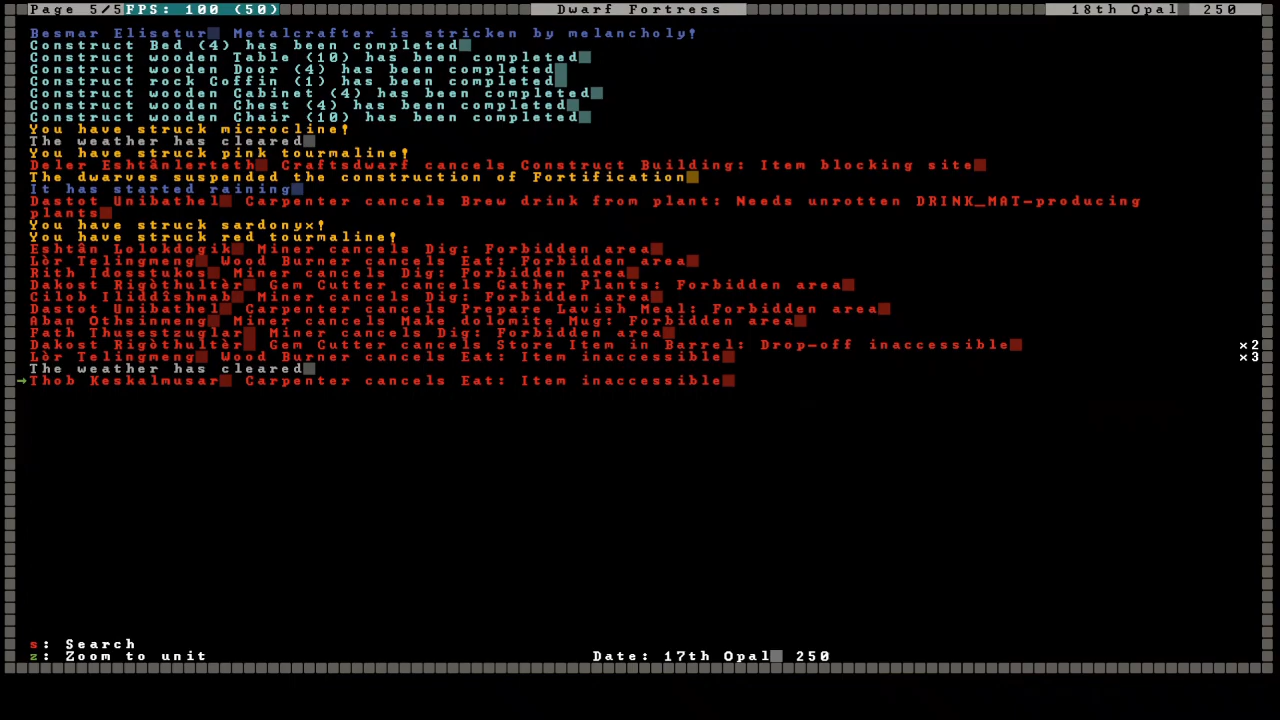 Page 5/5 FPS: 100 (50) Dwarf Fortress 18th Opal 250
Besmar Elisetur Metalcrafter is stricken by melancholy!
Construct Bed (4) has been completed
Construct wooden Table (10) has been completed
Construct wooden Door (4) has been completed
Construct rock Coffin (1) has been completed
Construct wooden Cabinet (4) has been completed
Construct wooden Chest (4) has been completed
Construct wooden Chair (10) has been completed
You have struck microcline!
The weather has cleared
You have struck pink tourmaline!
Deler Eshtânlerteth Craftsdwarf cancels Construct Building: Item blocking site
The dwarves suspended the construction of Fortification
It has started raining
Dastot Unibathel Carpenter cancels Brew drink from plant: Needs unrotten DRINK_MAT-producing
plants
You have struck sardonyx!
You have struck red tourmaline!
Eshtân Lolokdogik Miner cancels Dig: Forbidden area
Lòr Telingmeng Wood Burner cancels Eat: Forbidden area
Rith Idosstukos Miner cancels Dig: Forbidden area
Dakost Rigòthultèr Gem Cutter cancels Gather Plants: Forbidden area
Cilob Iliddîshmab Miner cancels Dig: Forbidden area
Dastot Unibathel Carpenter cancels Prepare Lavish Meal: Forbidden area
Aban Othsinmeng Miner cancels Make dolomite Mug: Forbidden area
Fath Thusestzuglar Miner cancels Dig: Forbidden area
Dakost Rigòthultèr Gem Cutter cancels Store Item in Barrel: Drop-off inaccessible x2
Lòr Telingmeng Wood Burner cancels Eat: Item inaccessible x3
The weather has cleared
→Thob Keskalmusar Carpenter cancels Eat: Item inaccessible
s: Search
z: Zoom to unit Date: 17th Opal 250